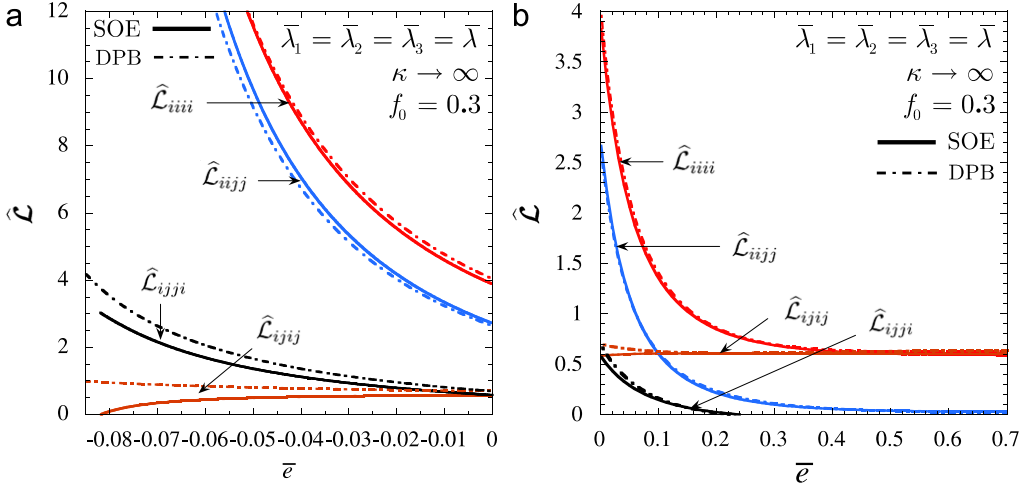 a
SOE
DPB
λ̄₁ = λ̄₂ = λ̄₃ = λ̄
κ → ∞
f₀ = 0.3
ℒ̂ᵢᵢᵢᵢ
ℒ̂ᵢᵢⱼⱼ
ℒ̂ᵢⱼⱼᵢ
ℒ̂ᵢⱼᵢⱼ
ℒ̂
12
10
8
6
4
2
0
-0.08 -0.07 -0.06 -0.05 -0.04 -0.03 -0.02 -0.01 0
e̅
b
λ̄₁ = λ̄₂ = λ̄₃ = λ̄
κ → ∞
f₀ = 0.3
SOE
DPB
ℒ̂ᵢᵢᵢᵢ
ℒ̂ᵢᵢⱼⱼ
ℒ̂ᵢⱼᵢⱼ
ℒ̂ᵢⱼⱼᵢ
ℒ̂
4
3.5
3
2.5
2
1.5
1
0.5
0
0 0.1 0.2 0.3 0.4 0.5 0.6 0.7
e̅